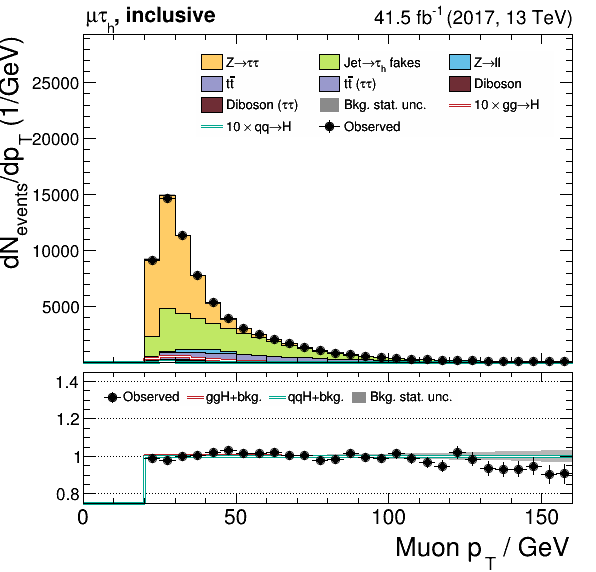 μτh, inclusive 41.5 fb-1 (2017, 13 TeV)
dNevents/dpT (1/GeV)
25000
20000
15000
10000
5000
Z→ττ Jet→τh fakes Z→ll
tt̄ tt̄ (ττ) Diboson
Diboson (ττ) Bkg. stat. unc. 10 × gg→H
10 × qq→H Observed
1.4
1.2
1
0.8
Observed ggH+bkg. qqH+bkg. Bkg. stat. unc.
0 50 100 150
Muon pT / GeV